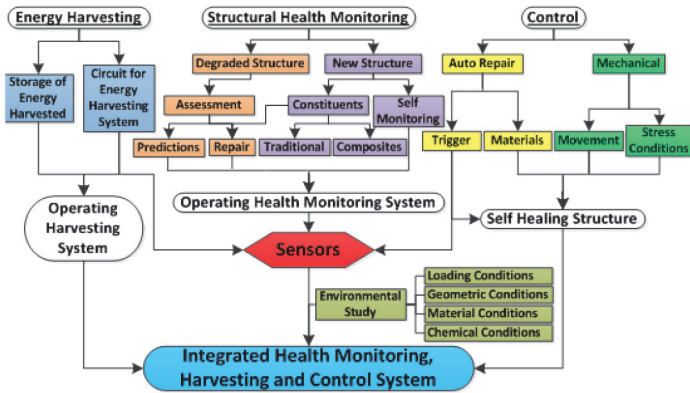 Energy Harvesting
Structural Health Monitoring
Control
Degraded Structure
New Structure
Auto Repair
Mechanical
Storage of
Energy
Harvested
Circuit for
Energy
Harvesting
System
Assessment
Constituents
Self
Monitoring
Predictions
Repair
Traditional
Composites
Trigger
Materials
Movement
Stress
Conditions
Operating
Harvesting
System
Operating Health Monitoring System
Self Healing Structure
Sensors
Environmental
Study
Loading Conditions
Geometric Conditions
Material Conditions
Chemical Conditions
Integrated Health Monitoring,
Harvesting and Control System